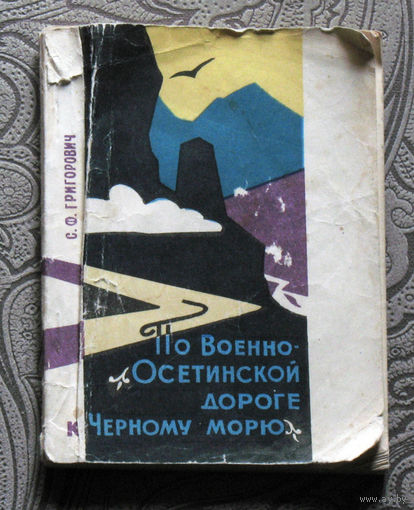 С. Ф. ГРИГОРОВИЧ
По Военно-
Осетинской
дороге
к Черному морю
www.ay.by